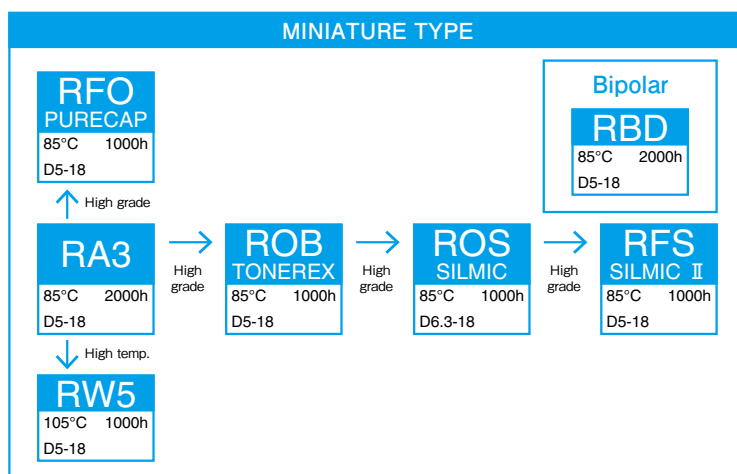 MINIATURE TYPE
RFO
PURECAP
85°C 1000h
D5-18
Bipolar
RBD
85°C 2000h
D5-18
High grade
RA3
85°C 2000h
D5-18
High
grade
ROB
TONEREX
85°C 1000h
D5-18
High
grade
ROS
SILMIC
85°C 1000h
D6.3-18
High
grade
RFS
SILMIC Ⅱ
85°C 1000h
D5-18
High temp.
RW5
105°C 1000h
D5-18